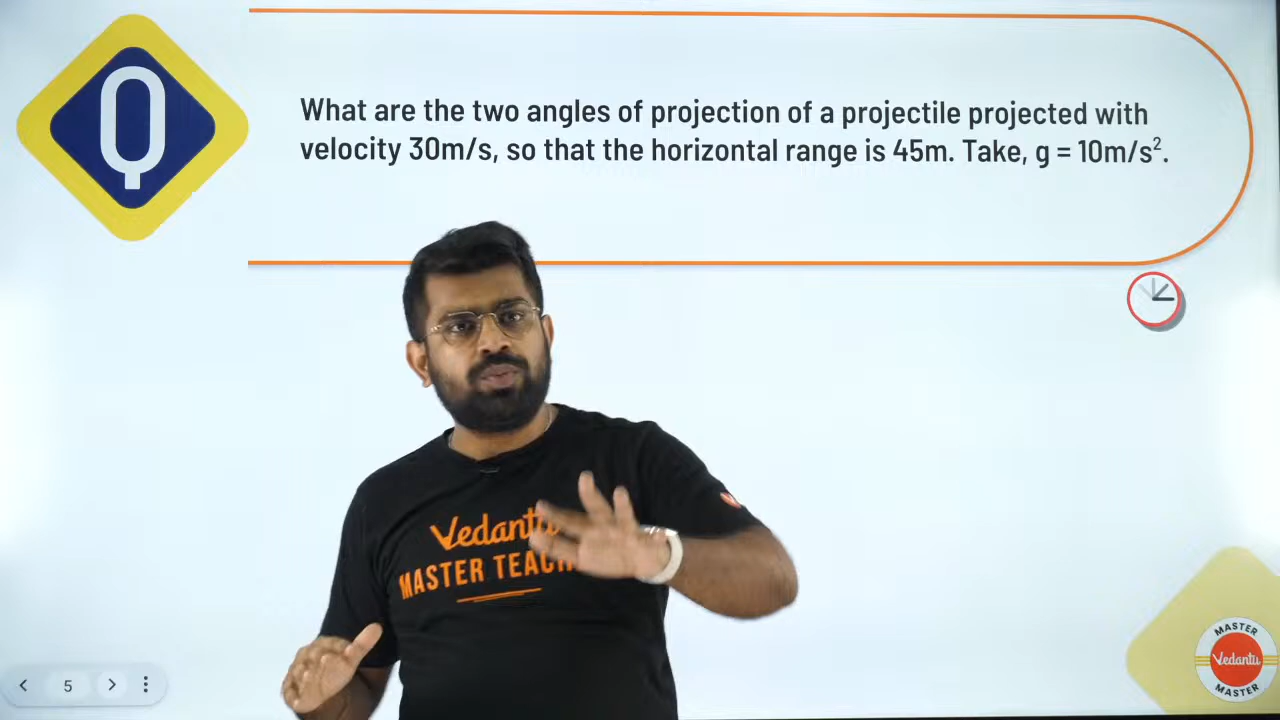 Q
What are the two angles of projection of a projectile projected with
velocity 30m/s, so that the horizontal range is 45m. Take, g = 10m/s².
Vedantu
MASTER
5
MASTER
Vedantu
MASTER